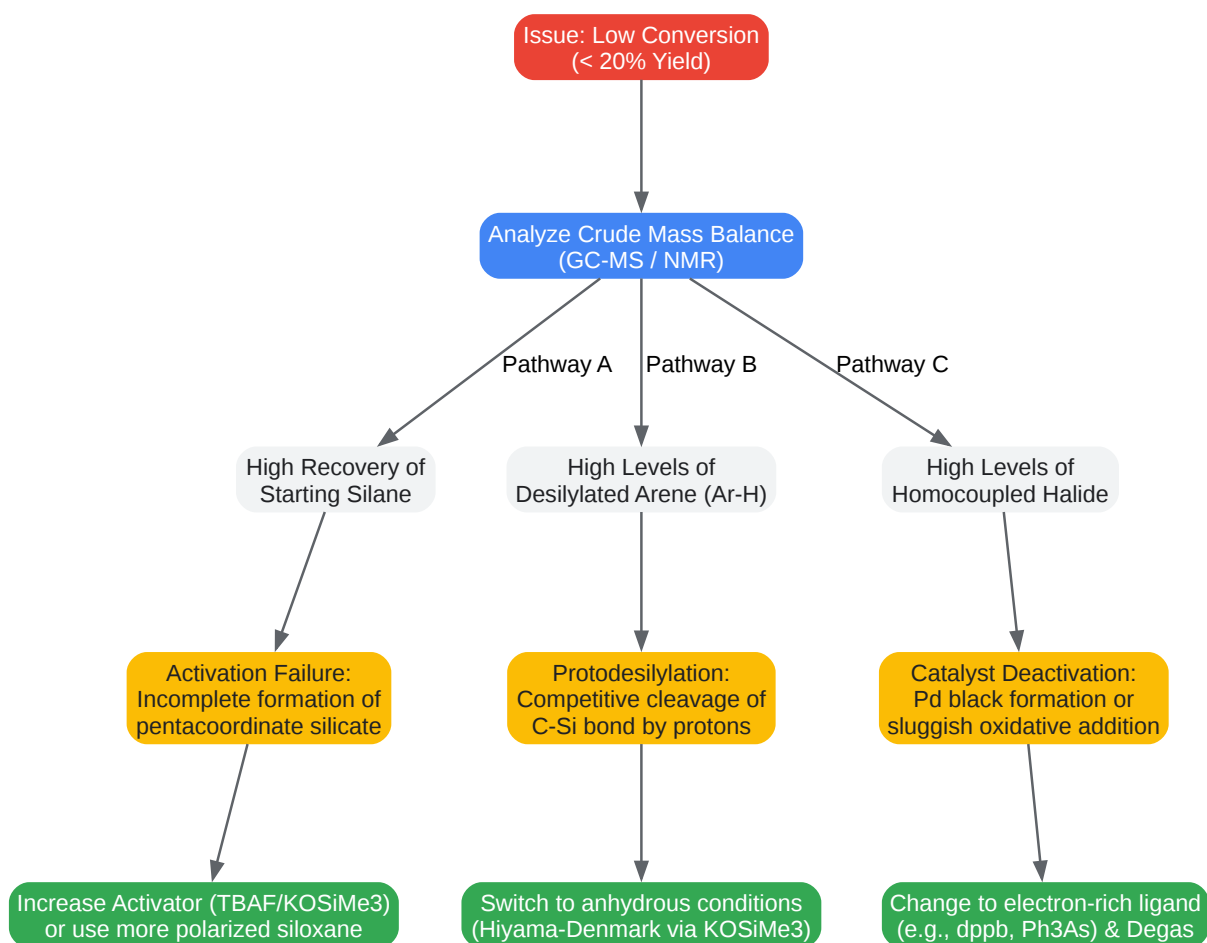 Issue: Low Conversion
(< 20% Yield)
Analyze Crude Mass Balance
(GC-MS / NMR)
Pathway A
Pathway B
Pathway C
High Recovery of
Starting Silane
High Levels of
Desilylated Arene (Ar-H)
High Levels of
Homocoupled Halide
Activation Failure:
Incomplete formation of
pentacoordinate silicate
Protodesilylation:
Competitive cleavage of
C-Si bond by protons
Catalyst Deactivation:
Pd black formation or
sluggish oxidative addition
Increase Activator (TBAF/KOSiMe3)
or use more polarized siloxane
Switch to anhydrous conditions
(Hiyama-Denmark via KOSiMe3)
Change to electron-rich ligand
(e.g., dppb, Ph3As) & Degas